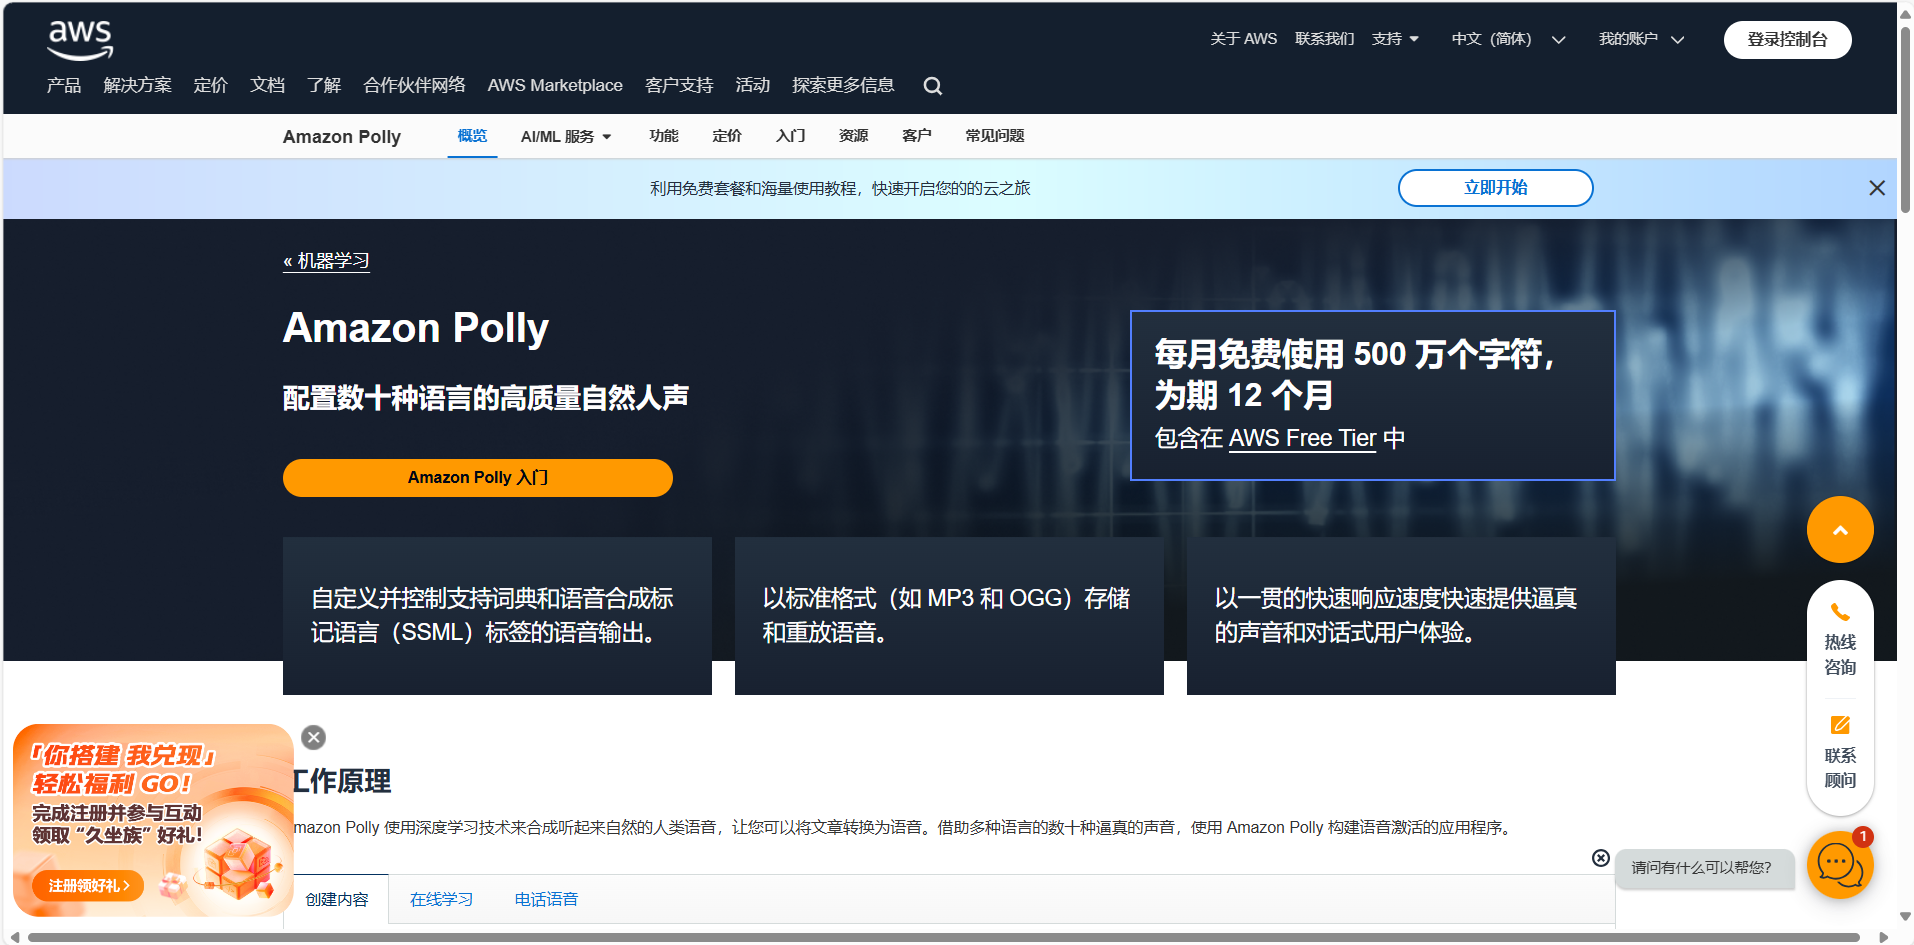 aws
关于 AWS 联系我们 支持 中文（简体） 我的账户 登录控制台
产品 解决方案 定价 文档 了解 合作伙伴网络 AWS Marketplace 客户支持 活动 探索更多信息
Amazon Polly 概览 AI/ML 服务 功能 定价 入门 资源 客户 常见问题
利用免费套餐和海量使用教程，快速开启您的的云之旅 立即开始
« 机器学习
Amazon Polly
配置数十种语言的高质量自然人声
Amazon Polly 入门
每月免费使用 500 万个字符，
为期 12 个月
包含在 AWS Free Tier 中
自定义并控制支持词典和语音合成标
记语言（SSML）标签的语音输出。
以标准格式（如 MP3 和 OGG）存储
和重放语音。
以一贯的快速响应速度快速提供逼真
的声音和对话式用户体验。
热线
咨询
联系
顾问
「你搭建 我兑现」
轻松福利 GO！
完成注册并参与互动
领取“久坐族”好礼！
注册领好礼
工作原理
mazon Polly 使用深度学习技术来合成听起来自然的人类语音，让您可以将文章转换为语音。借助多种语言的数十种逼真的声音，使用 Amazon Polly 构建语音激活的应用程序。
创建内容 在线学习 电话语音
请问有什么可以帮您？
1